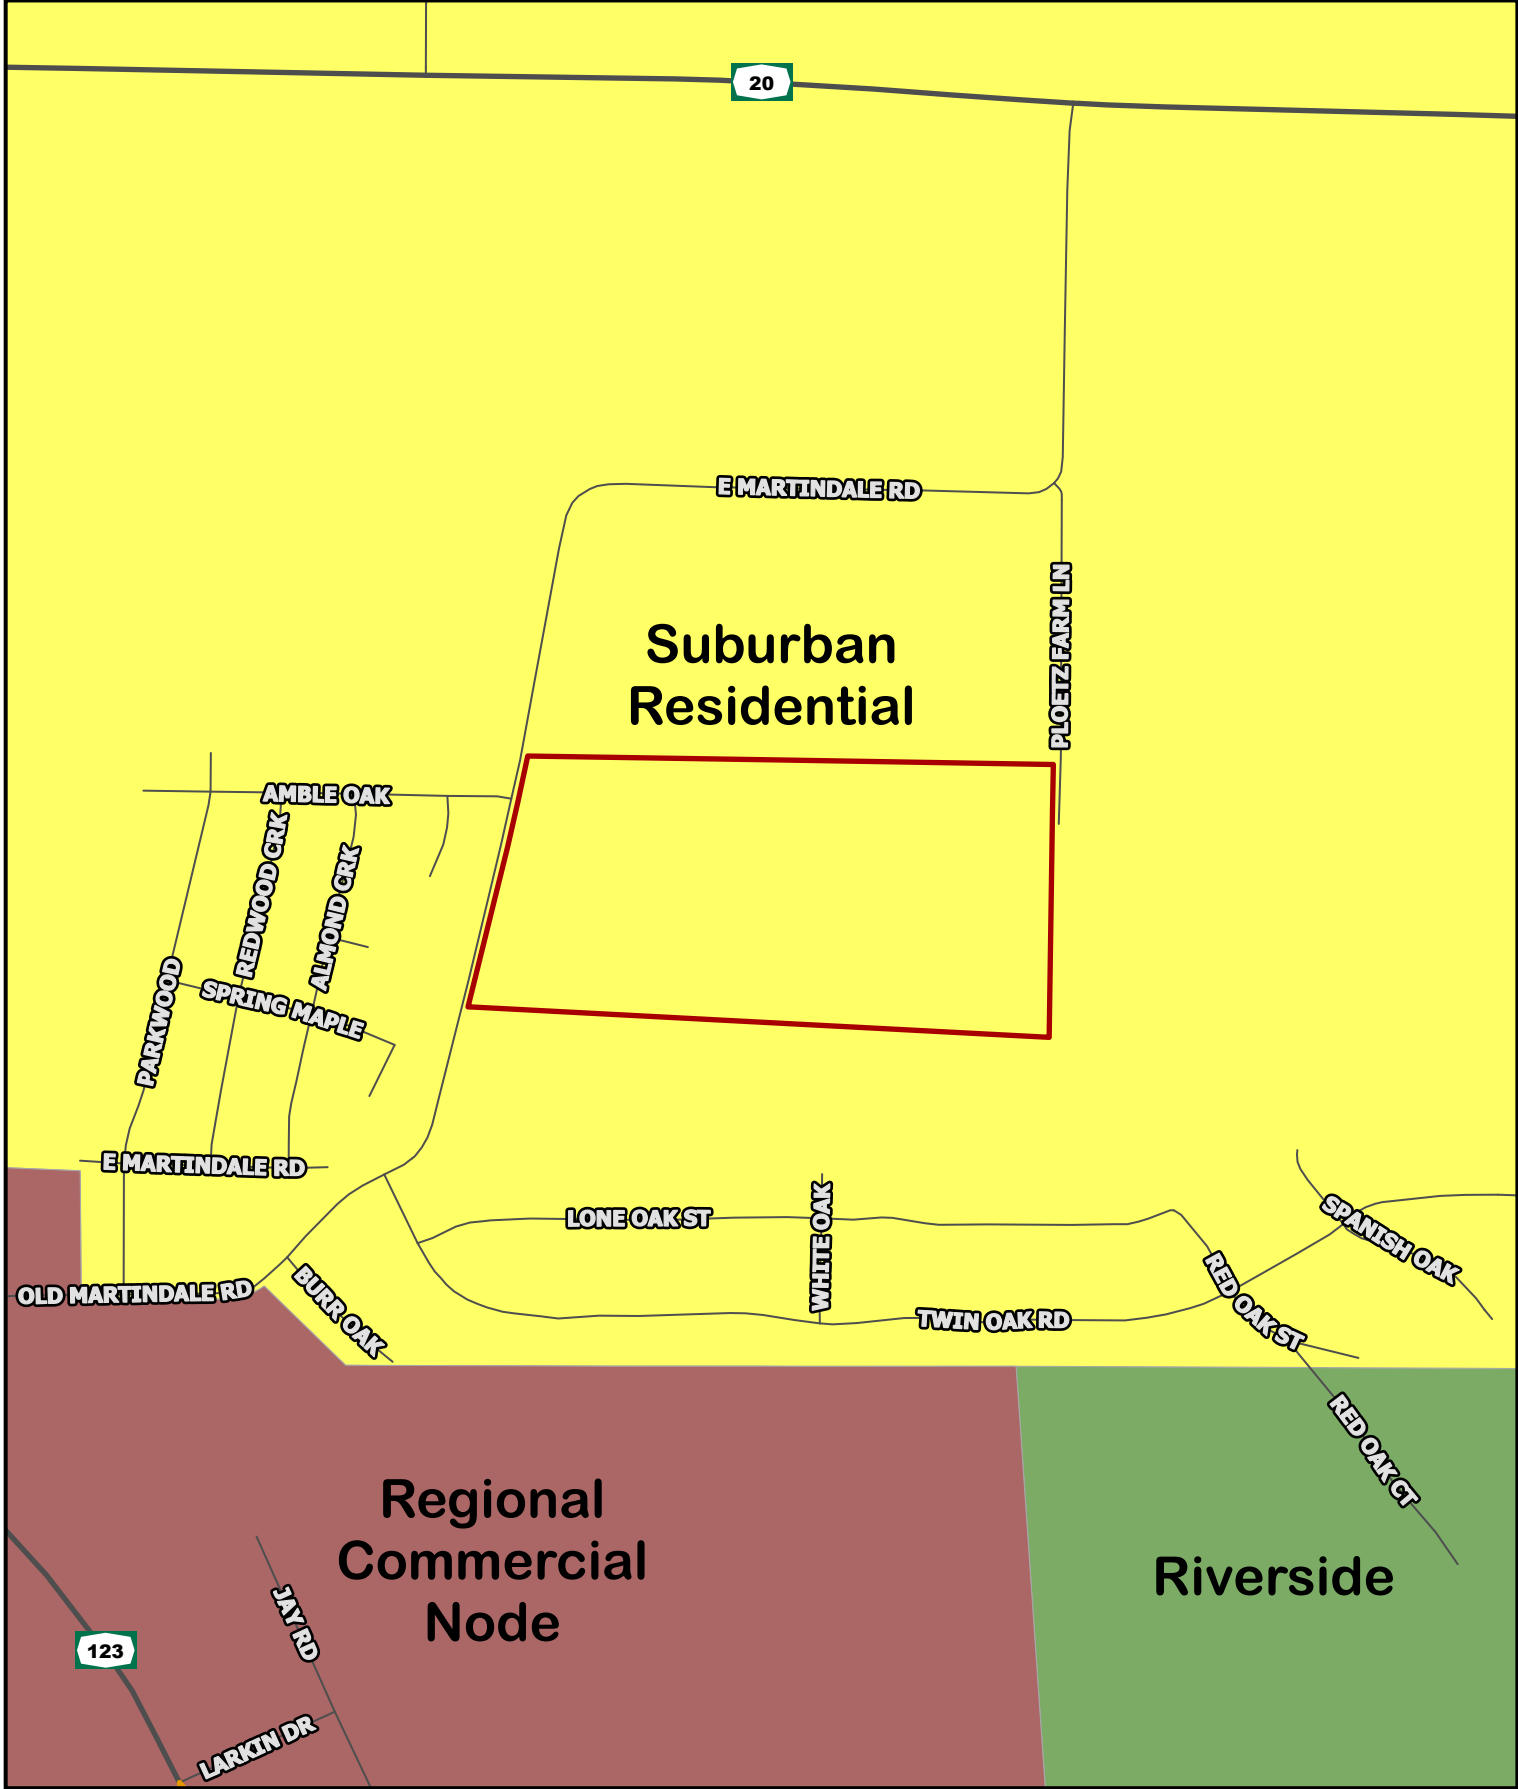 20
E MARTINDALE RD
PLOETZ FARM LN
Suburban
Residential
AMBLE OAK
REDWOOD CRK
ALMOND CRK
PARKWOOD
SPRING MAPLE
E MARTINDALE RD
LONE OAK ST
WHITE OAK
SPANISH OAK
OLD MARTINDALE RD
BURR OAK
TWIN OAK RD
RED OAK ST
RED OAK CT
Regional
Commercial
Node
Riverside
JAY RD
123
LARKIN DR